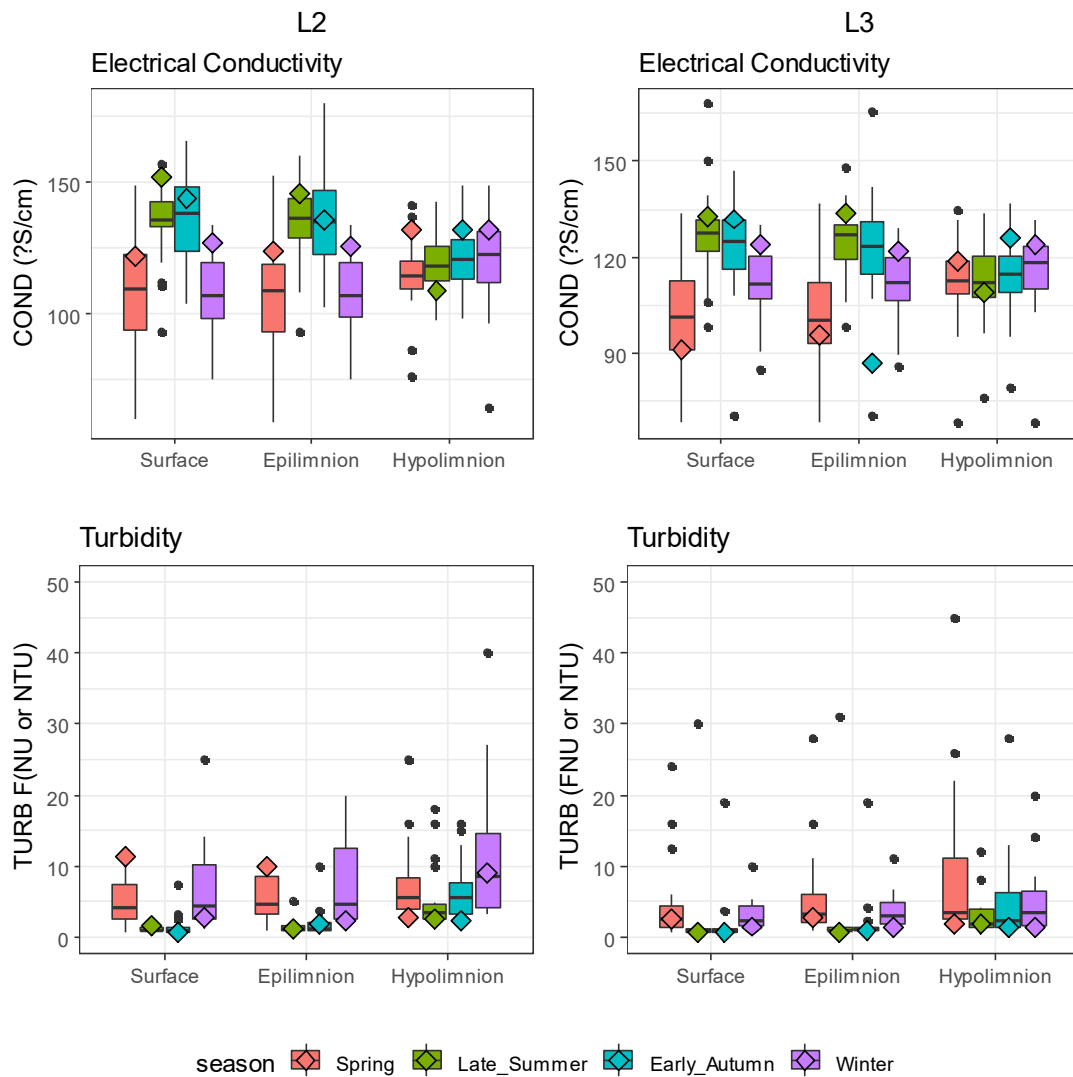 L2 L3
Electrical Conductivity Electrical Conductivity
COND (?S/cm) COND (?S/cm)
150 150
120
100
90
Surface Epilimnion Hypolimnion Surface Epilimnion Hypolimnion
Turbidity Turbidity
TURB F(NU or NTU) TURB (FNU or NTU)
50 50
40 40
30 30
20 20
10 10
0 0
Surface Epilimnion Hypolimnion Surface Epilimnion Hypolimnion
season Spring Late_Summer Early_Autumn Winter